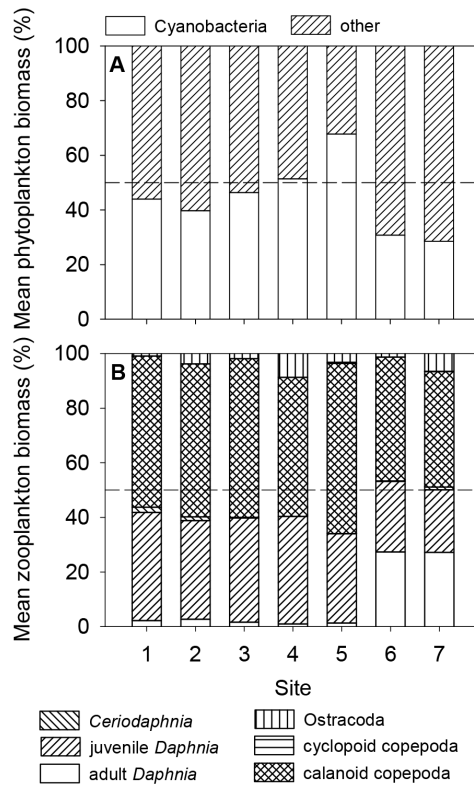 Cyanobacteria other
Mean phytoplankton biomass (%)
A
100
80
60
40
20
0
Mean zooplankton biomass (%)
B
100
80
60
40
20
0
1 2 3 4 5 6 7
Site
Ceriodaphnia Ostracoda
juvenile Daphnia cyclopoid copepoda
adult Daphnia calanoid copepoda